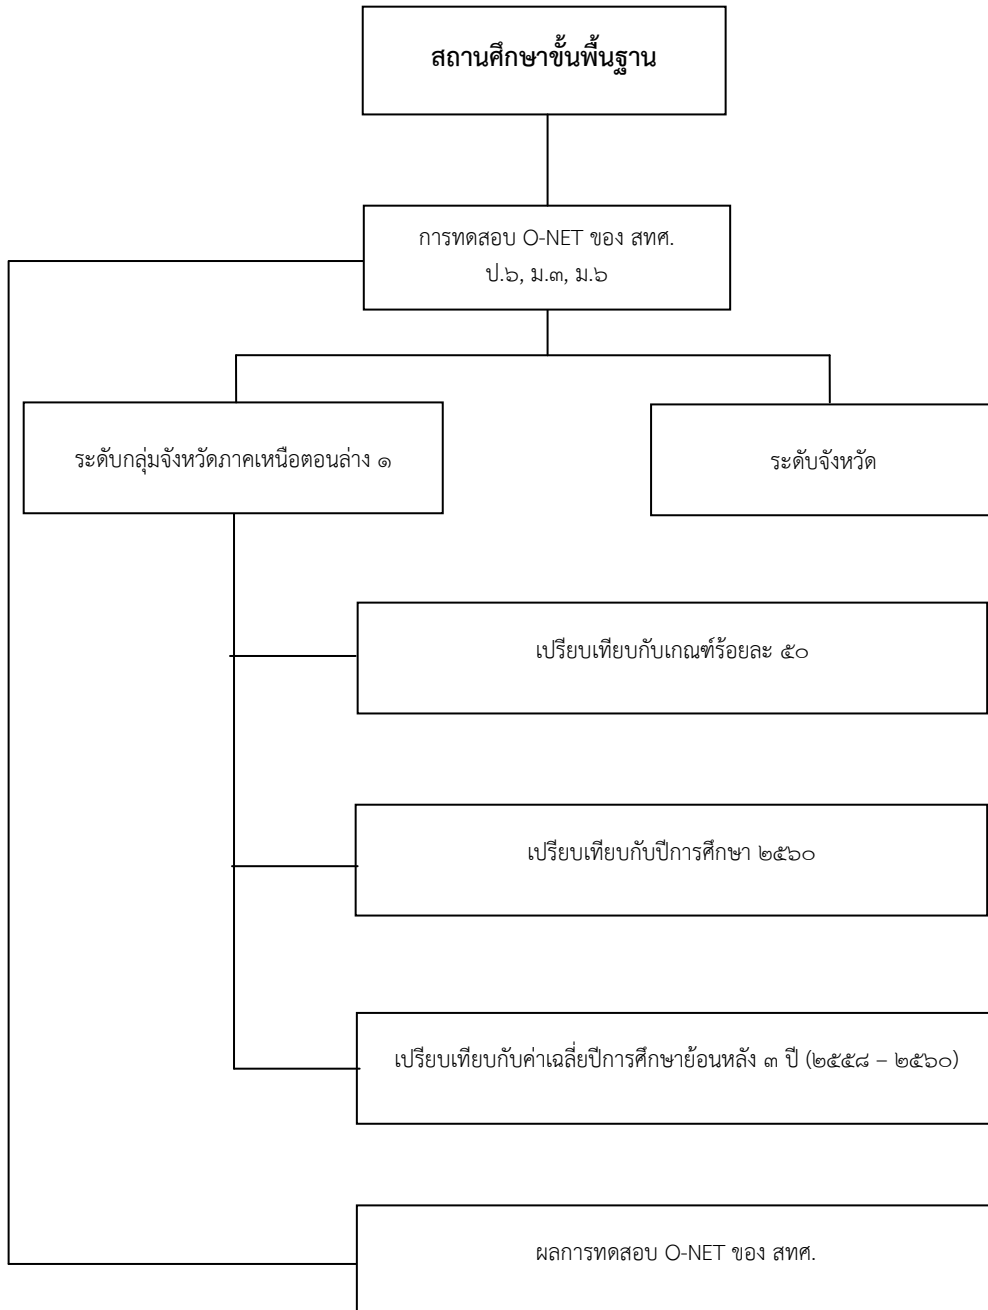 สถานศึกษาขั้นพื้นฐาน
การทดสอบ O-NET ของ สทศ.
ป.๖, ม.๓, ม.๖
ระดับกลุ่มจังหวัดภาคเหนือตอนล่าง ๑
ระดับจังหวัด
เปรียบเทียบกับเกณฑ์ร้อยละ ๕๐
เปรียบเทียบกับปีการศึกษา ๒๕๖๐
เปรียบเทียบกับค่าเฉลี่ยปีการศึกษาย้อนหลัง ๓ ปี (๒๕๕๘ – ๒๕๖๐)
ผลการทดสอบ O-NET ของ สทศ.